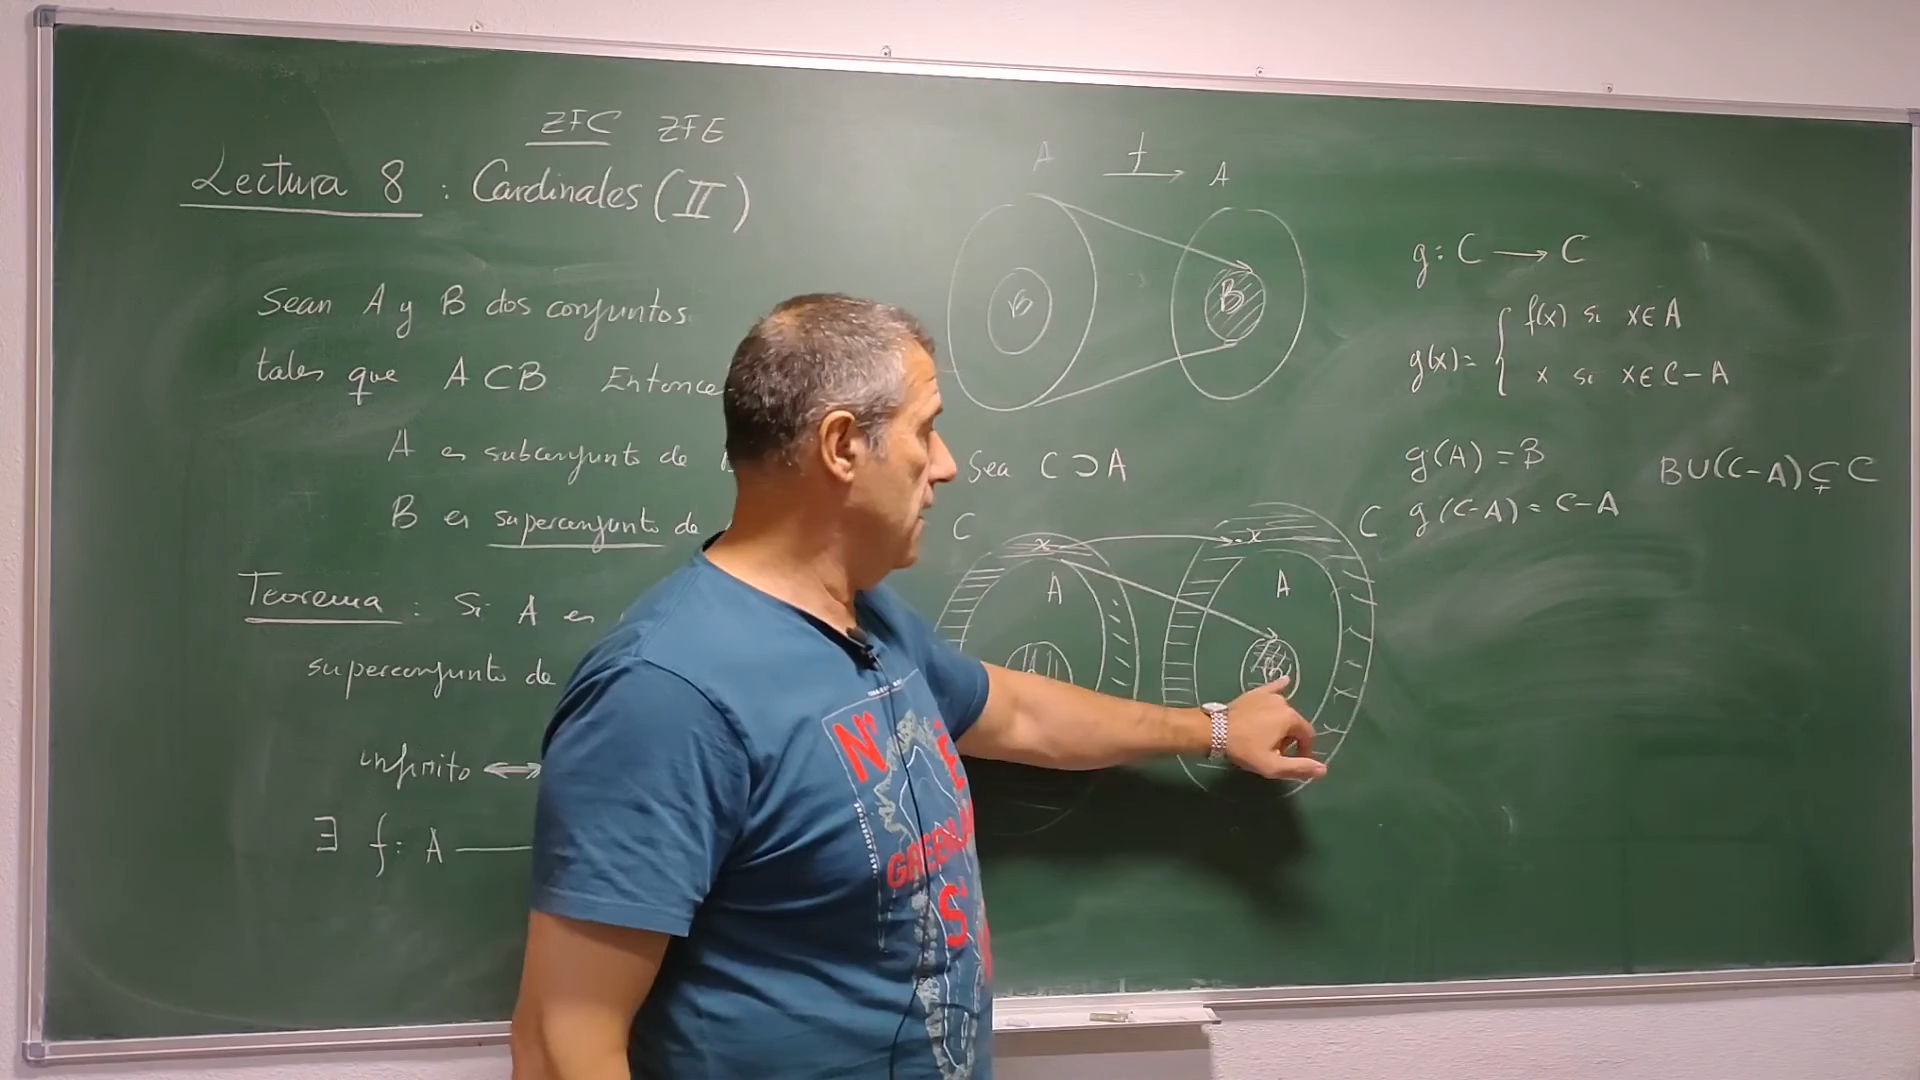 ZFC ZFE
Lectura 8 : Cardinales (II)
Sean A y B dos conjuntos
tales que A ⊂ B Entonce
A es subconjunto de
B es superconjunto de
Teorema : Si A es
superconjunto de
infinito ⟺
∃ f: A
A f A
B B
Sea C ⊃ A
C C
x . x
A A
B
g: C → C
g(x) = { f(x) si x ∈ A
x si x ∈ C - A
g(A) = B
g(C-A) = C-A
B∪(C-A) ⊊ C
N
E
GREENLA
S